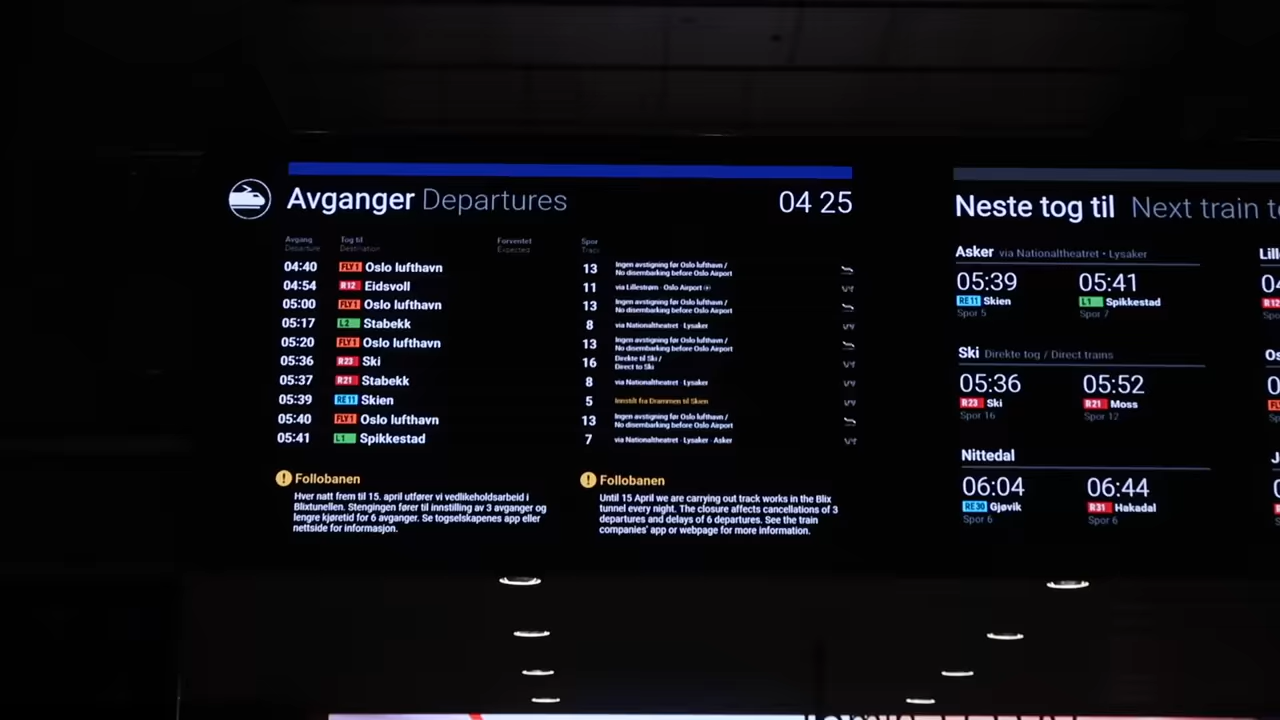 Avganger Departures 04 25
Avgang Tog til Forventet Spor
Departure Destination Expected Track
04:40 FLY1 Oslo lufthavn 13 Ingen avstigning før Oslo lufthavn /
No disembarking before Oslo Airport
04:54 R12 Eidsvoll 11 via Lillestrøm · Oslo Airport
05:00 FLY1 Oslo lufthavn 13 Ingen avstigning før Oslo lufthavn /
No disembarking before Oslo Airport
05:17 L2 Stabekk 8 via Nationaltheatret · Lysaker
05:20 FLY1 Oslo lufthavn 13 Ingen avstigning før Oslo lufthavn /
No disembarking before Oslo Airport
05:36 R23 Ski 16 Direkte til Ski /
Direct to Ski
05:37 R21 Stabekk 8 via Nationaltheatret · Lysaker
05:39 RE11 Skien 5 Innstilt fra Drammen til Skien
05:40 FLY1 Oslo lufthavn 13 Ingen avstigning før Oslo lufthavn /
No disembarking before Oslo Airport
05:41 L1 Spikkestad 7 via Nationaltheatret · Lysaker · Asker
Follobanen
Hver natt frem til 15. april utfører vi vedlikeholdsarbeid i
Blixtunellen. Stengingen fører til innstilling av 3 avganger og
lengre kjøretid for 6 avganger. Se togselskapenes app eller
nettside for informasjon.
Follobanen
Until 15 April we are carrying out track works in the Blix
tunnel every night. The closure affects cancellations of 3
departures and delays of 6 departures. See the train
companies' app or webpage for more information.
Neste tog til Next train
Asker via Nationaltheatret • Lysaker
05:39 05:41
RE11 Skien L1 Spikkestad
Spor 5 Spor 7
Ski Direkte tog / Direct trains
05:36 05:52
R23 Ski R21 Moss
Spor 16 Spor 12
Nittedal
06:04 06:44
RE30 Gjøvik R31 Hakadal
Spor 6 Spor 6